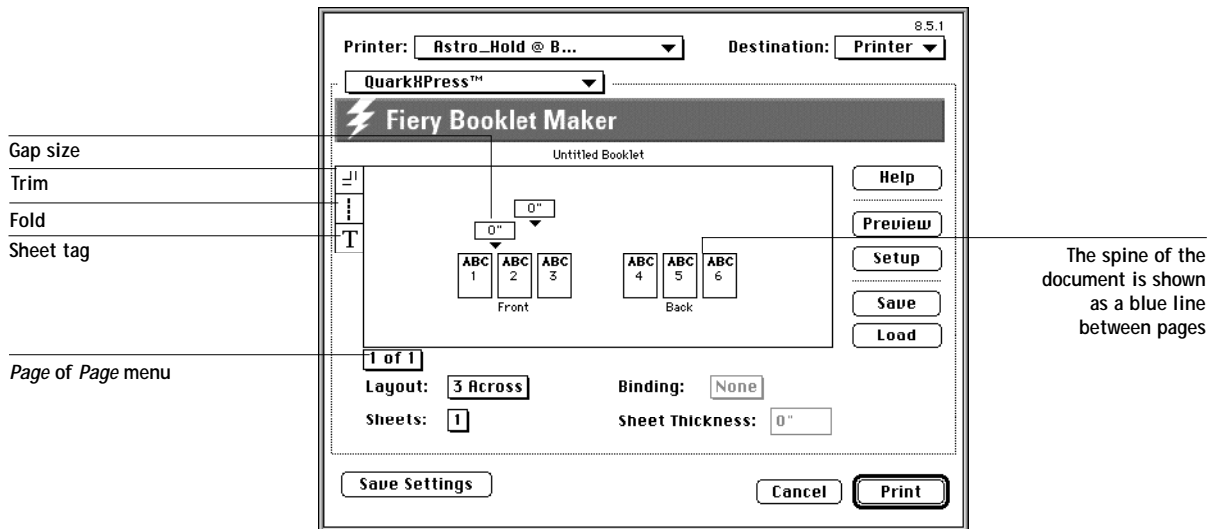 8.5.1
Printer: Astro_Hold @ B... Destination: Printer
QuarkXPress™
Fiery Booklet Maker
Untitled Booklet
Gap size
Trim
Fold
Sheet tag
T
0"
0"
ABC ABC ABC ABC ABC ABC
1 2 3 4 5 6
Front Back
Help
Preview
Setup
Save
Load
The spine of the
document is shown
as a blue line
between pages
Page of Page menu
1 of 1
Layout: 3 Across Binding: None
Sheets: 1 Sheet Thickness: 0"
Save Settings Cancel Print